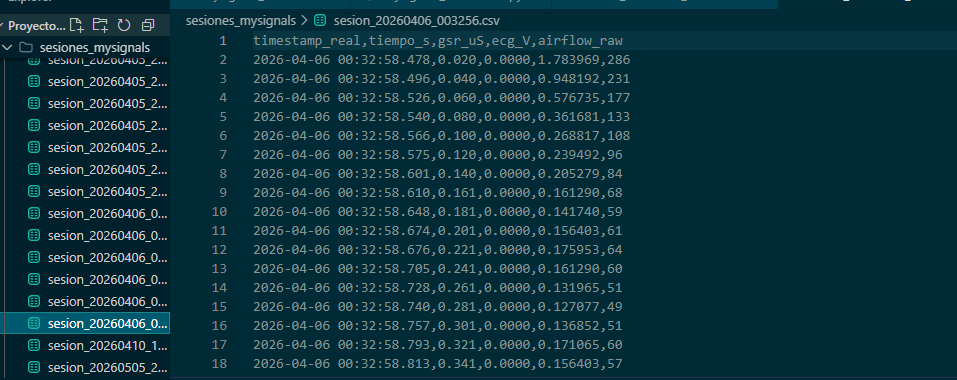 Proyecto...
sesiones_mysignals
sesion_20260405_2...
sesion_20260405_2...
sesion_20260405_2...
sesion_20260405_2...
sesion_20260405_2...
sesion_20260405_2...
sesion_20260405_2...
sesion_20260406_0...
sesion_20260406_0...
sesion_20260406_0...
sesion_20260406_0...
sesion_20260406_0...
sesion_20260406_0...
sesion_20260410_1...
sesion_20260505_2...
sesiones_mysignals > sesion_20260406_003256.csv
1 timestamp_real,tiempo_s,gsr_uS,ecg_V,airflow_raw
2 2026-04-06 00:32:58.478,0.020,0.0000,1.783969,286
3 2026-04-06 00:32:58.496,0.040,0.0000,0.948192,231
4 2026-04-06 00:32:58.526,0.060,0.0000,0.576735,177
5 2026-04-06 00:32:58.540,0.080,0.0000,0.361681,133
6 2026-04-06 00:32:58.566,0.100,0.0000,0.268817,108
7 2026-04-06 00:32:58.575,0.120,0.0000,0.239492,96
8 2026-04-06 00:32:58.601,0.140,0.0000,0.205279,84
9 2026-04-06 00:32:58.610,0.161,0.0000,0.161290,68
10 2026-04-06 00:32:58.648,0.181,0.0000,0.141740,59
11 2026-04-06 00:32:58.674,0.201,0.0000,0.156403,61
12 2026-04-06 00:32:58.676,0.221,0.0000,0.175953,64
13 2026-04-06 00:32:58.705,0.241,0.0000,0.161290,60
14 2026-04-06 00:32:58.728,0.261,0.0000,0.131965,51
15 2026-04-06 00:32:58.740,0.281,0.0000,0.127077,49
16 2026-04-06 00:32:58.757,0.301,0.0000,0.136852,51
17 2026-04-06 00:32:58.793,0.321,0.0000,0.171065,60
18 2026-04-06 00:32:58.813,0.341,0.0000,0.156403,57